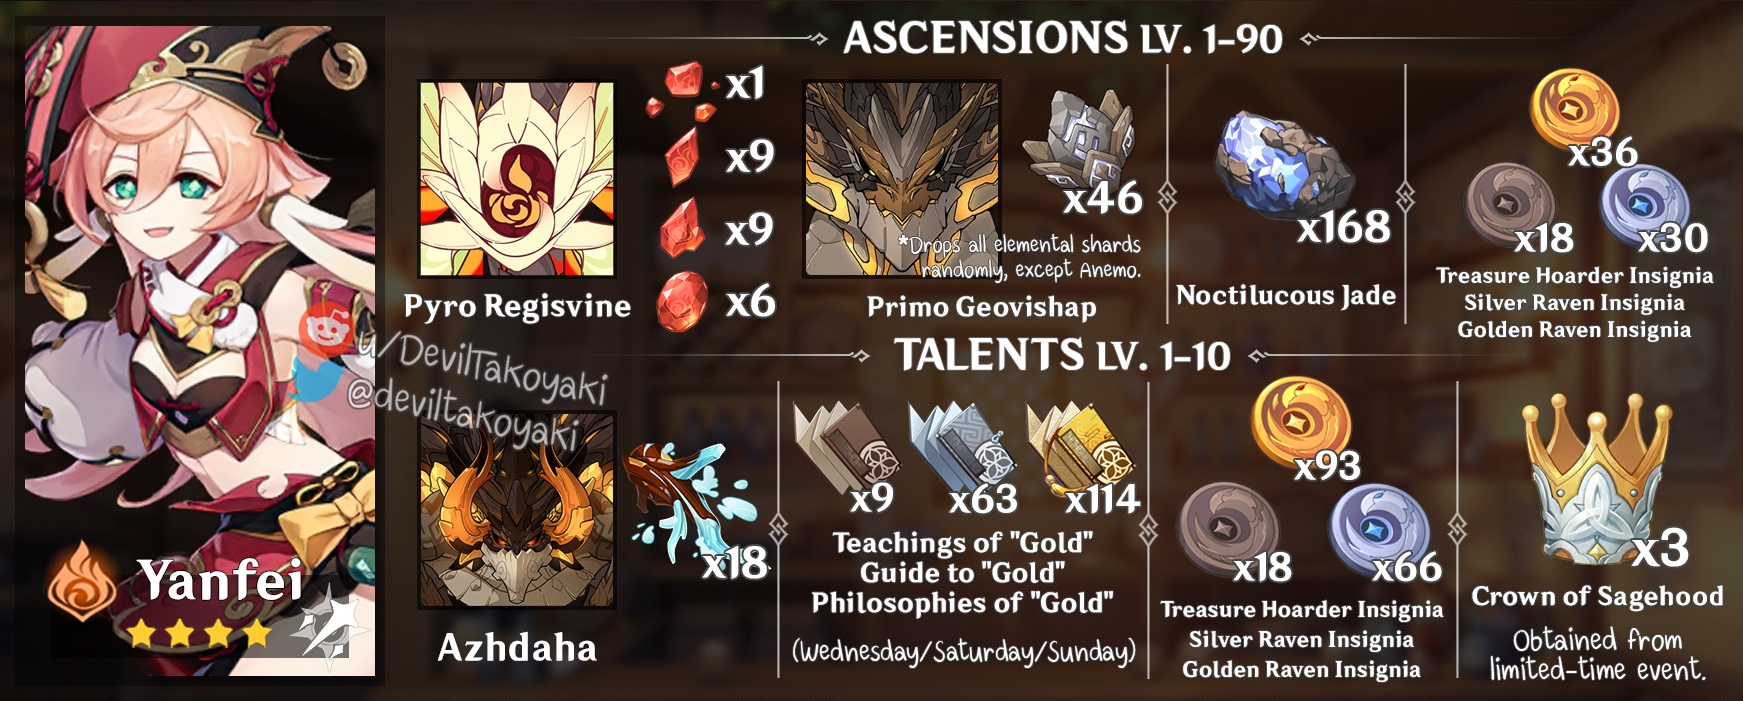 ASCENSIONS LV. 1-90
x1
x9
x9
x6
Pyro Regisvine
x46
*Drops all elemental shards
randomly, except Anemo.
Primo Geovishap
x168
Noctilucous Jade
x36
x18
x30
Treasure Hoarder Insignia
Silver Raven Insignia
Golden Raven Insignia
u/DevilTakoyaki
@deviltakoyaki
TALENTS LV. 1-10
x18
Azhdaha
x9
x63
x114
Teachings of "Gold"
Guide to "Gold"
Philosophies of "Gold"
(Wednesday/Saturday/Sunday)
x93
x18
x66
Treasure Hoarder Insignia
Silver Raven Insignia
Golden Raven Insignia
x3
Crown of Sagehood
Obtained from
limited-time event.
Yanfei